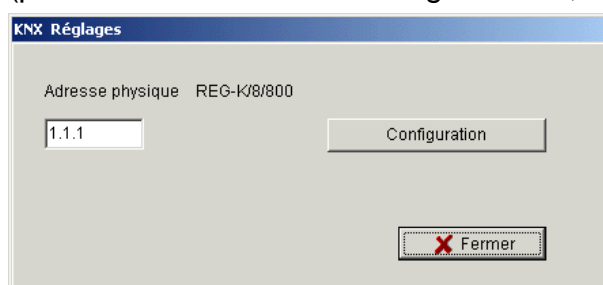 KNX Réglages
Adresse physique REG-K/8/800
1.1.1
Configuration
Fermer